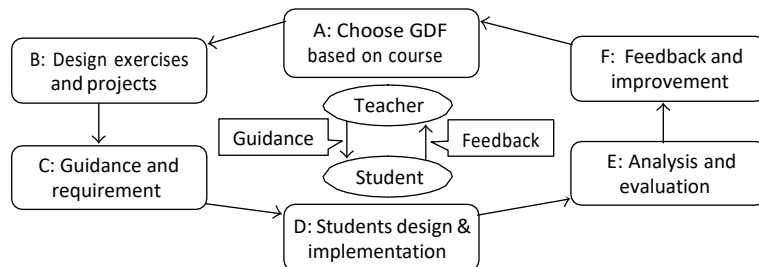 A: Choose GDF
based on course
B: Design exercises
and projects
F: Feedback and
improvement
Teacher
Guidance
Feedback
Student
C: Guidance and
requirement
E: Analysis and
evaluation
D: Students design &
implementation